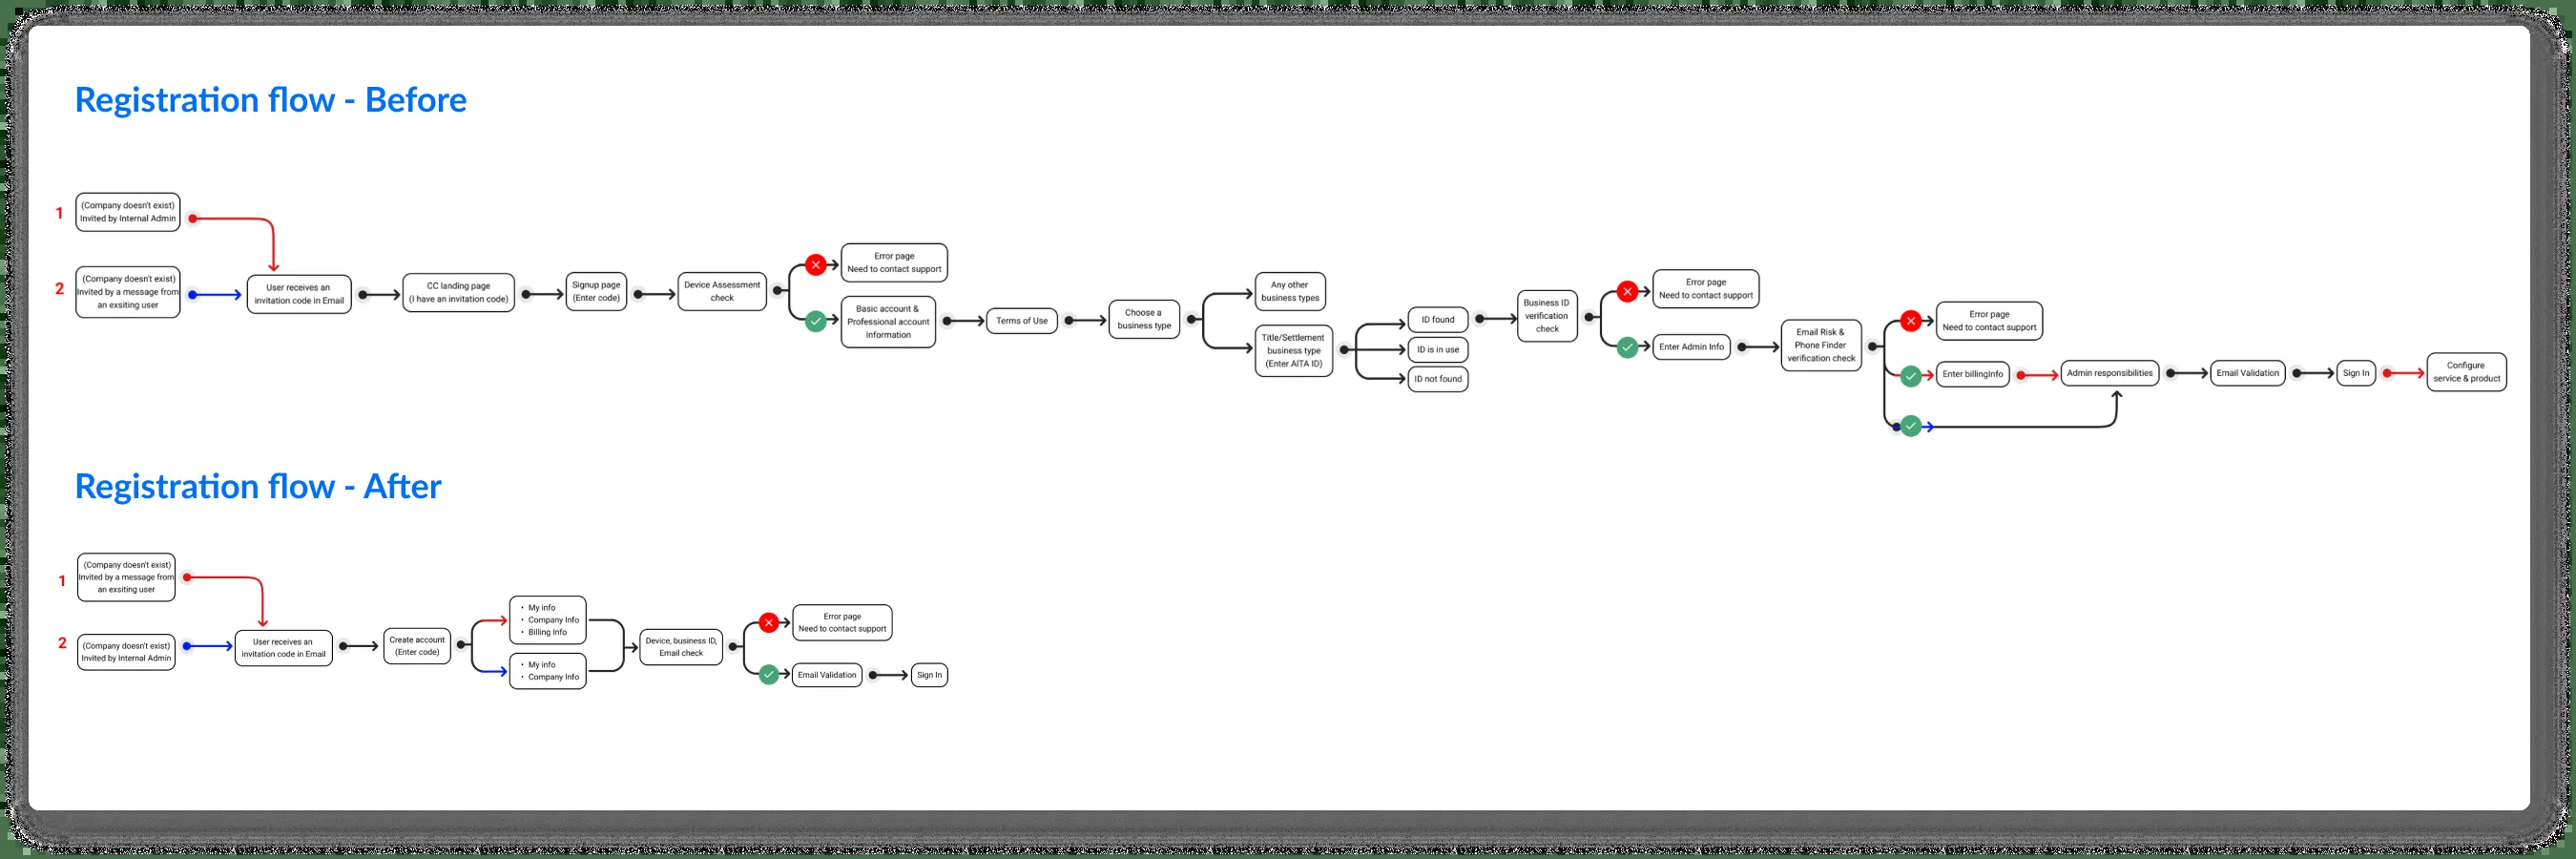 Registration flow - Before
1
(Company doesn't exist)
Invited by Internal Admin
2
(Company doesn't exist)
Invited by a message from
an exsiting user
User receives an
invitation code in Email
CC landing page
(I have an invitation code)
Signup page
(Enter code)
Device Assessment
check
Error page
Need to contact support
Basic account &
Professional account
Information
Terms of Use
Choose a
business type
Any other
business types
Title/Settlement
business type
(Enter AITA ID)
ID found
ID is in use
ID not found
Business ID
verification
check
Error page
Need to contact support
Enter Admin Info
Email Risk &
Phone Finder
verification check
Error page
Need to contact support
Enter billingInfo
Admin responsibilities
Email Validation
Sign In
Configure
service & product
Registration flow - After
1
(Company doesn't exist)
Invited by a message from
an exsiting user
2
(Company doesn't exist)
Invited by Internal Admin
User receives an
invitation code in Email
Create account
(Enter code)
• My info
• Company Info
• Billing Info
• My info
• Company Info
Device, business ID,
Email check
Error page
Need to contact support
Email Validation
Sign In